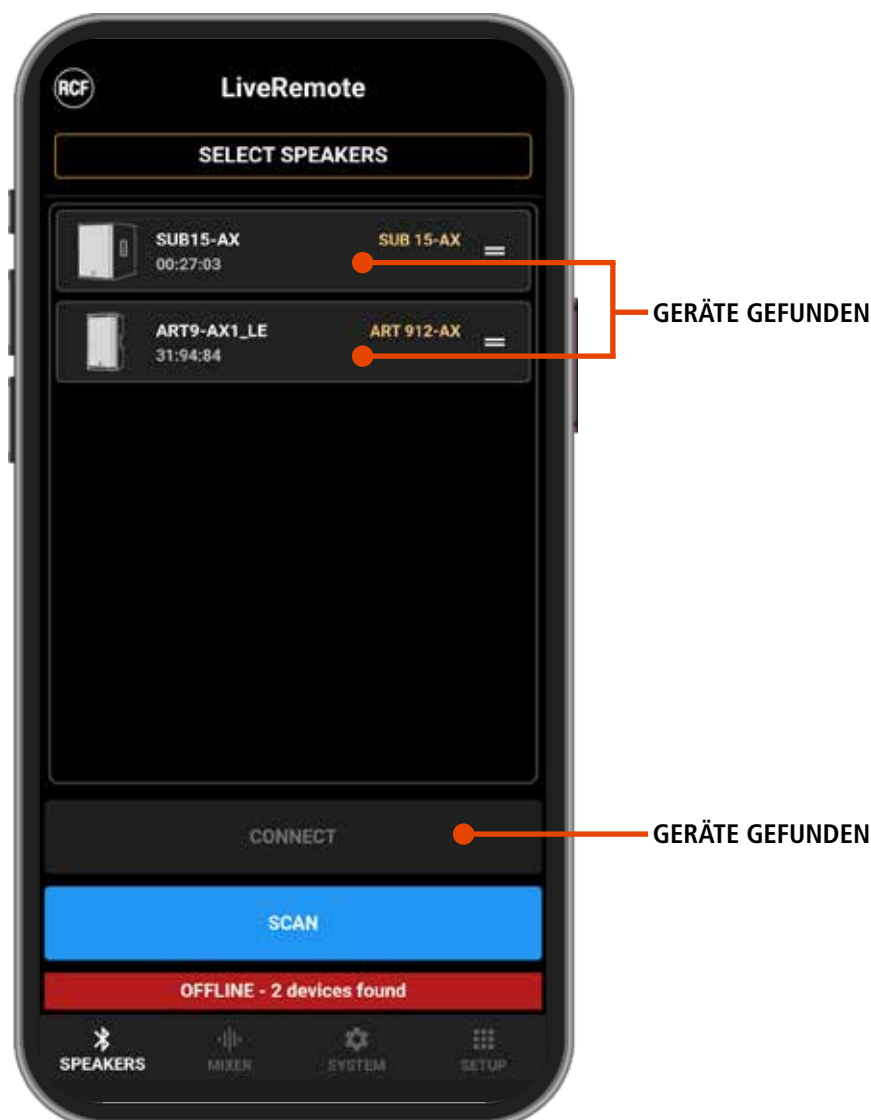 RCF
LiveRemote
SELECT SPEAKERS
SUB15-AX
SUB 15-AX
00:27:03
ART9-AX1_LE
ART 912-AX
31:94:84
GERÄTE GEFUNDEN
CONNECT
GERÄTE GEFUNDEN
SCAN
OFFLINE - 2 devices found
SPEAKERS
MIXER
SYSTEM
SETUP